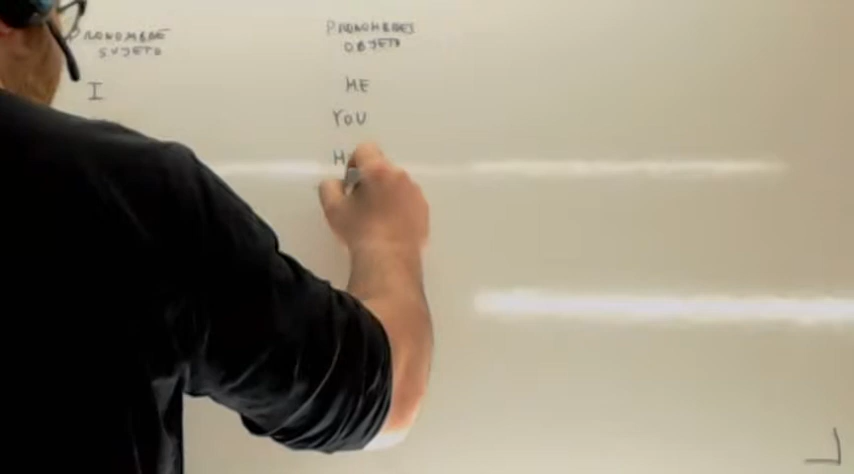 PRONOMBRE
SUJETO
I
PRONOMBRES
OBJETO
ME
YOU
H